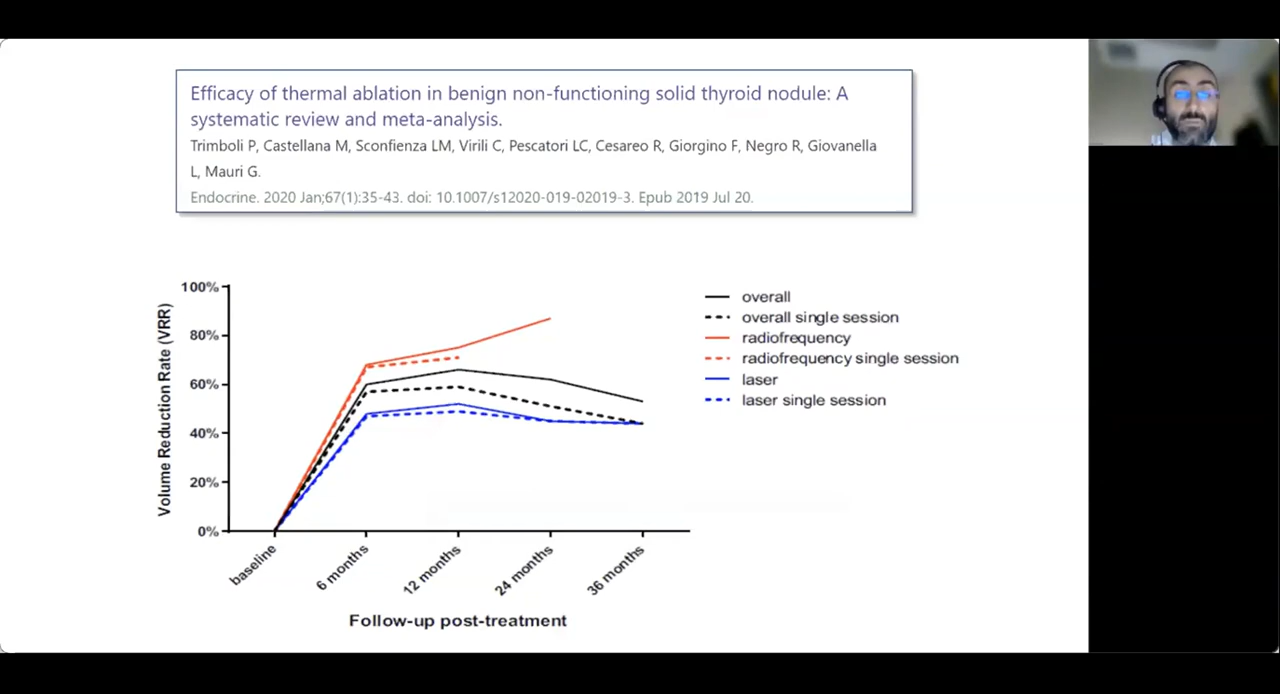 Efficacy of thermal ablation in benign non-functioning solid thyroid nodule: A
systematic review and meta-analysis.
Trimboli P, Castellana M, Sconfienza LM, Virili C, Pescatori LC, Cesareo R, Giorgino F, Negro R, Giovanella
L, Mauri G.
Endocrine. 2020 Jan;67(1):35-43. doi: 10.1007/s12020-019-02019-3. Epub 2019 Jul 20.
Volume Reduction Rate (VRR)
100%
80%
60%
40%
20%
0%
baseline
6 months
12 months
24 months
36 months
Follow-up post-treatment
overall
overall single session
radiofrequency
radiofrequency single session
laser
laser single session